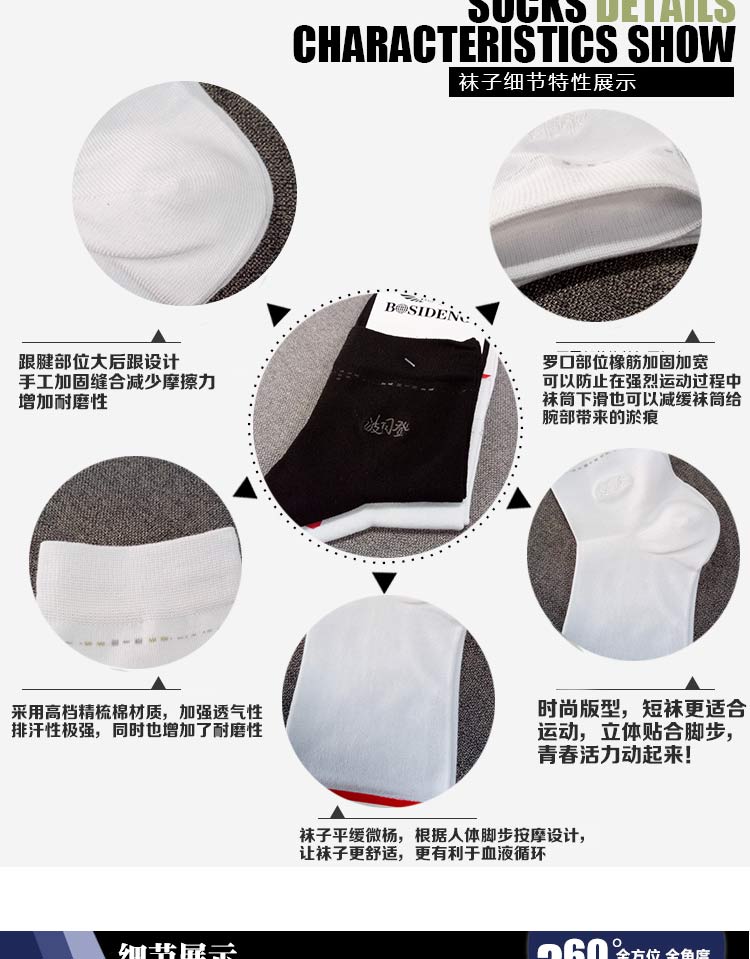 SOCKS DETAILS
CHARACTERISTICS SHOW
袜子细节特性展示
BOSIDENG
波司登
跟腱部位大后跟设计
手工加固缝合减少摩擦力
增加耐磨性
罗口部位橡筋加固加宽
可以防止在强烈运动过程中
袜筒下滑也可以减缓袜筒给
腕部带来的淤痕
采用高档精梳棉材质，加强透气性
排汗性极强，同时也增加了耐磨性
时尚版型，短袜更适合
运动，立体贴合脚步，
青春活力动起来！
袜子平缓微杨，根据人体脚步按摩设计，
让袜子更舒适，更有利于血液循环
细节展示
360°全方位 全角度